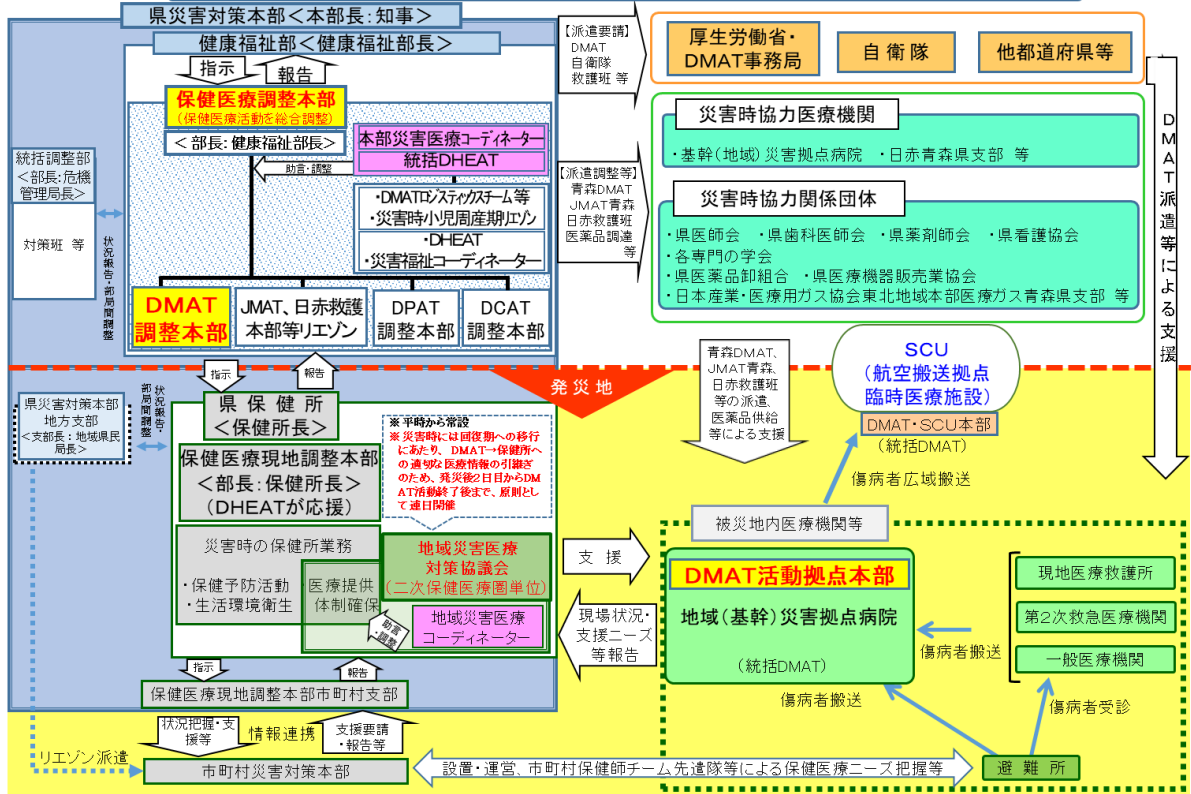 県災害対策本部＜本部長:知事＞
健康福祉部＜健康福祉部長＞
指示
報告
保健医療調整本部
(保健医療活動を総合調整)
＜部長:健康福祉部長＞
本部災害医療コーディネーター
統括DHEAT
助言・調整
・DMATロジスティックスチーム等
・災害時小児周産期リエゾン
・DHEAT
・災害福祉コーディネーター
統括調整部
＜部長:危機
管理局長＞
対策班 等
状況報告・部局間調整
DMAT
調整本部
JMAT、日赤救護
本部等リエゾン
DPAT
調整本部
DCAT
調整本部
【派遣要請】
DMAT
自衛隊
救護班 等
厚生労働省・
DMAT事務局
自 衛 隊
他都道府県等
【派遣調整等】
青森DMAT
JMAT青森
日赤救護班
医薬品調達
等
災害時協力医療機関
・基幹(地域)災害拠点病院 ・日赤青森県支部 等
災害時協力関係団体
・県医師会 ・県歯科医師会 ・県薬剤師会 ・県看護協会
・各専門の学会
・県医薬品卸組合 ・県医療機器販売業協会
・日本産業・医療用ガス協会東北地域本部医療ガス青森県支部 等
DMAT派遣等による支援
指示
報告
発 災 地
青森DMAT、
JMAT青森、
日赤救護班
等の派遣、
医薬品供給
等による支援
SCU
(航空搬送拠点
臨時医療施設)
DMAT・SCU本部
(統括DMAT)
傷病者広域搬送
県災害対策本部
地方支部
＜支部長：地域県民
局長＞
状況報告・
部局間調整
県 保 健 所
＜保健所長＞
保健医療現地調整本部
＜部長:保健所長＞
(DHEATが応援)
※ 平時から常設
※ 災害時には回復期への移行
にあたり、DMAT→保健所へ
の適切な医療情報の引継ぎ
のため、発災後2日目からDM
AT活動終了後まで、原則とし
て連日開催
災害時の保健所業務
・保健予防活動
・生活環境衛生
・医療提供
体制確保
地域災害医療
対策協議会
(二次保健医療圏単位)
地域災害医療
コーディネーター
助言
・調整
支 援
現場状況・
支援ニーズ
等報告
被災地内医療機関等
DMAT活動拠点本部
地域(基幹)災害拠点病院
(統括DMAT)
傷病者搬送
現地医療救護所
第2次救急医療機関
一般医療機関
傷病者搬送
傷病者受診
指示
報告
保健医療現地調整本部市町村支部
状況把握・支
援等
情報連携
支援要請
・報告等
リエゾン派遣
市町村災害対策本部
設置・運営、市町村保健師チーム先遣隊等による保健医療ニーズ把握等
避 難 所